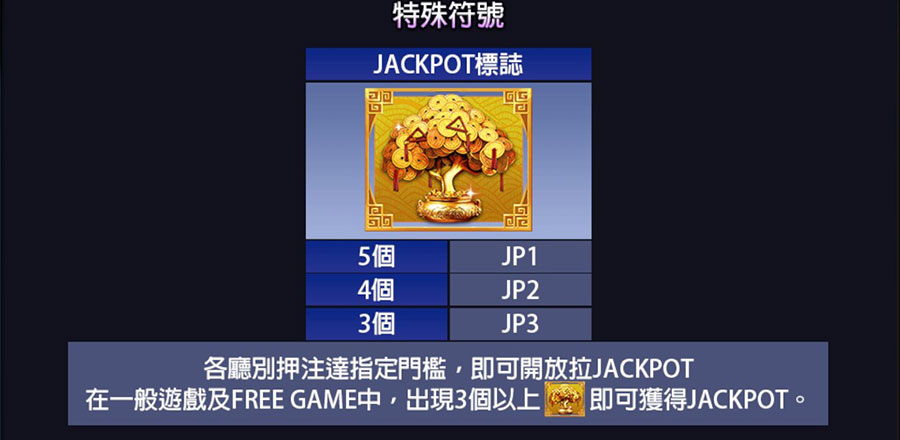 特殊符號
JACKPOT標誌
5個 JP1
4個 JP2
3個 JP3
各廳別押注達指定門檻，即可開放拉JACKPOT
在一般遊戲及FREE GAME中，出現3個以上 即可獲得JACKPOT。